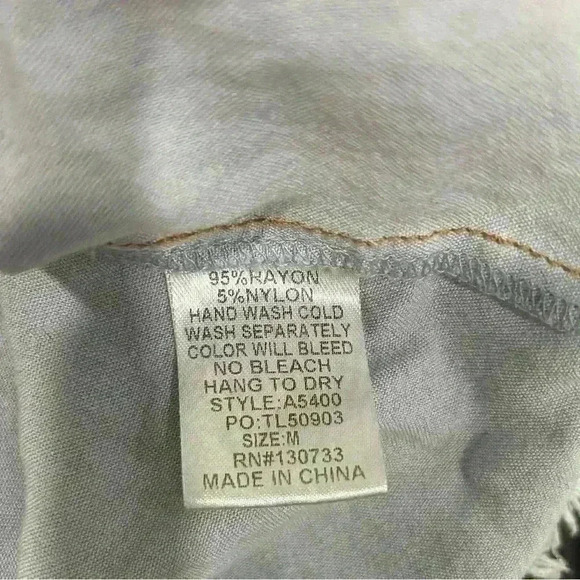 95%RAYON
5%NYLON
HAND WASH COLD
WASH SEPARATELY
COLOR WILL BLEED
NO BLEACH
HANG TO DRY
STYLE:A5400
PO:TL50903
SIZE:M
RN#130733
MADE IN CHINA